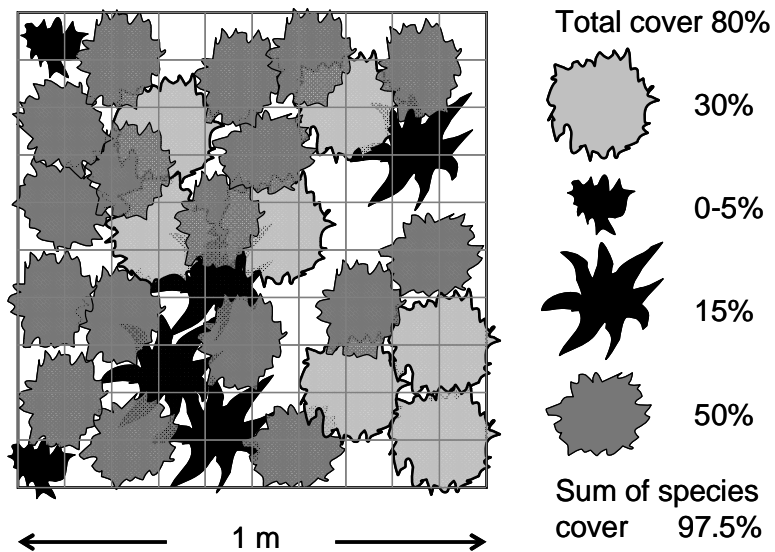 Total cover 80%
30%
0-5%
15%
50%
Sum of species
cover 97.5%
1 m